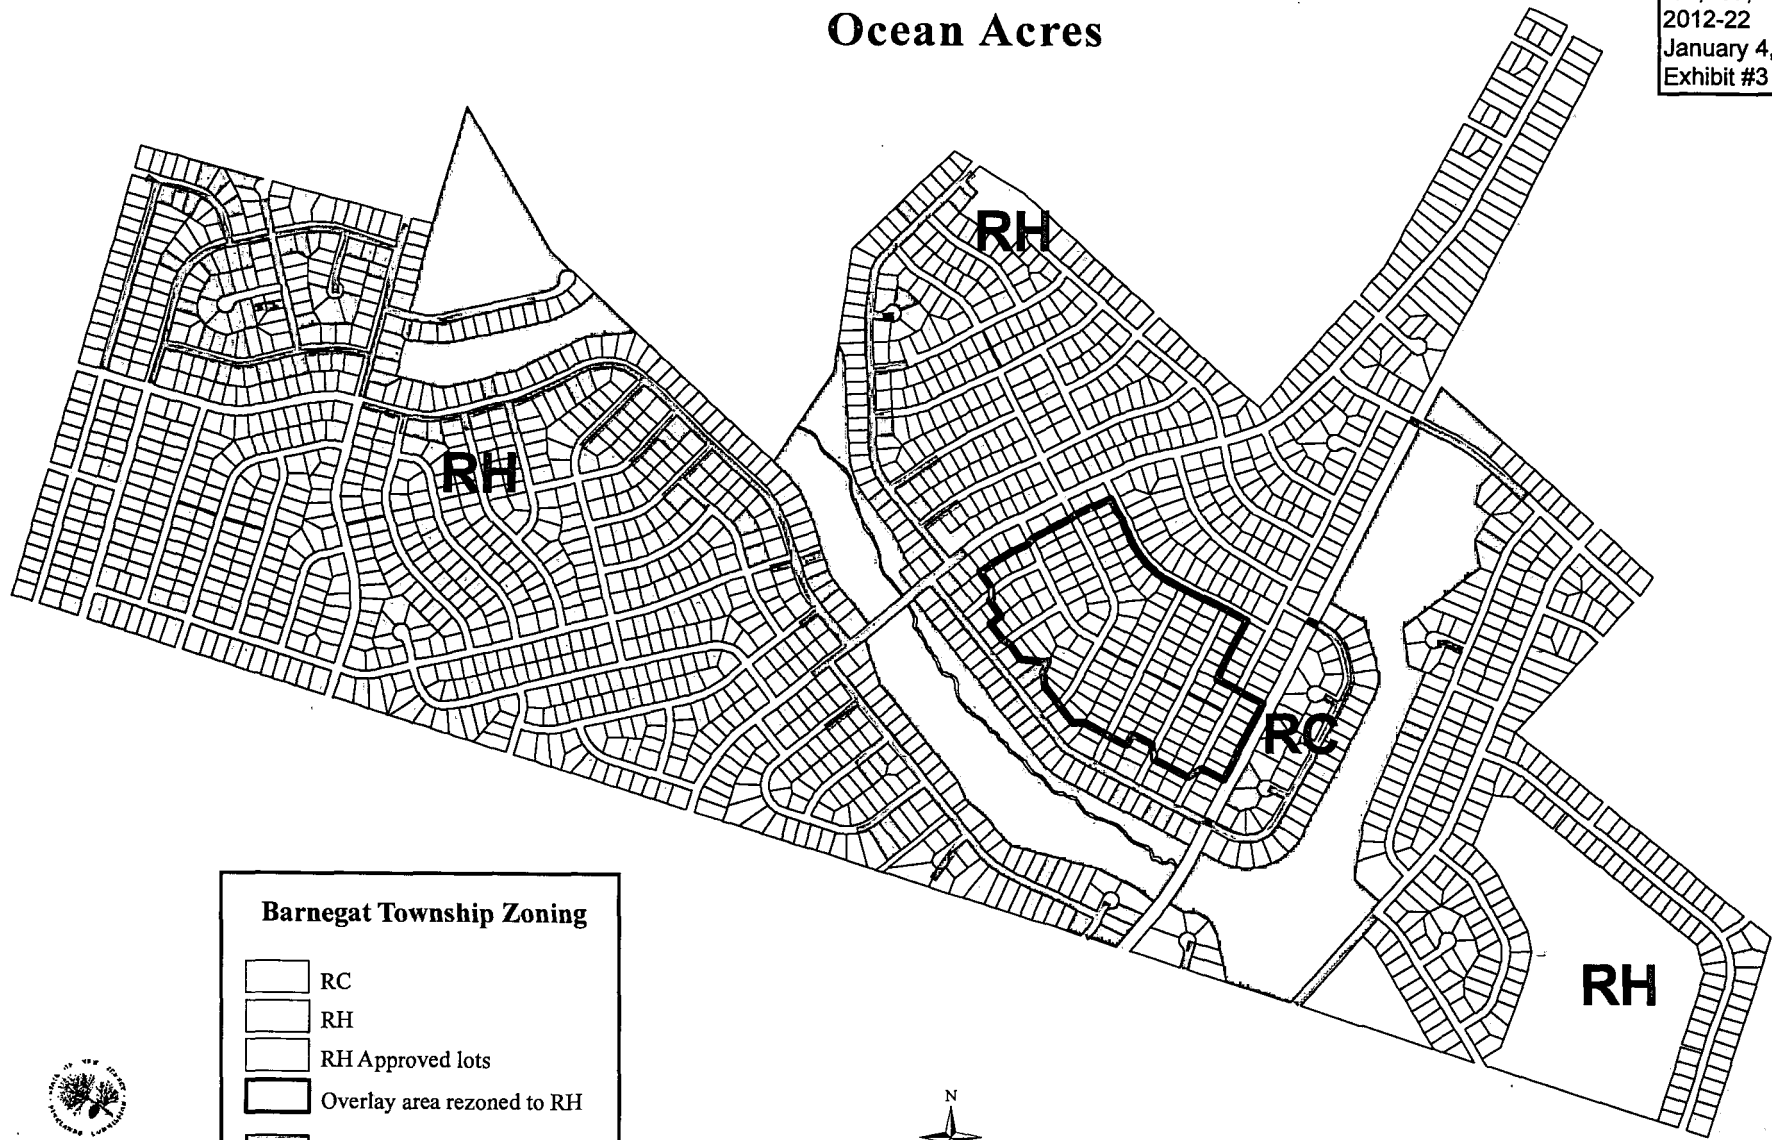 Ocean Acres
2012-22
January 4,
Exhibit #3
RH
RH
RC
RH
Barnegat Township Zoning
RC
RH
RH Approved lots
Overlay area rezoned to RH
N